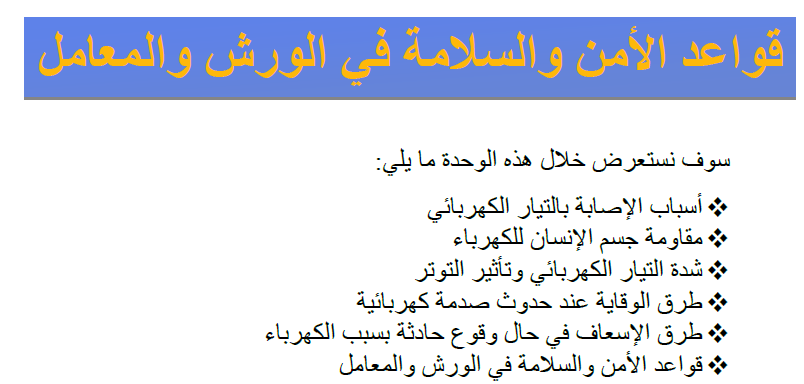 قواعد الأمن والسلامة في الورش والمعامل
سوف نستعرض خلال هذه الوحدة ما يلي:
❖ أسباب الإصابة بالتيار الكهربائي
❖ مقاومة جسم الإنسان للكهرباء
❖ شدة التيار الكهربائي وتأثير التوتر
❖ طرق الوقاية عند حدوث صدمة كهربائية
❖ طرق الإسعاف في حال وقوع حادثة بسبب الكهرباء
❖ قواعد الأمن والسلامة في الورش والمعامل